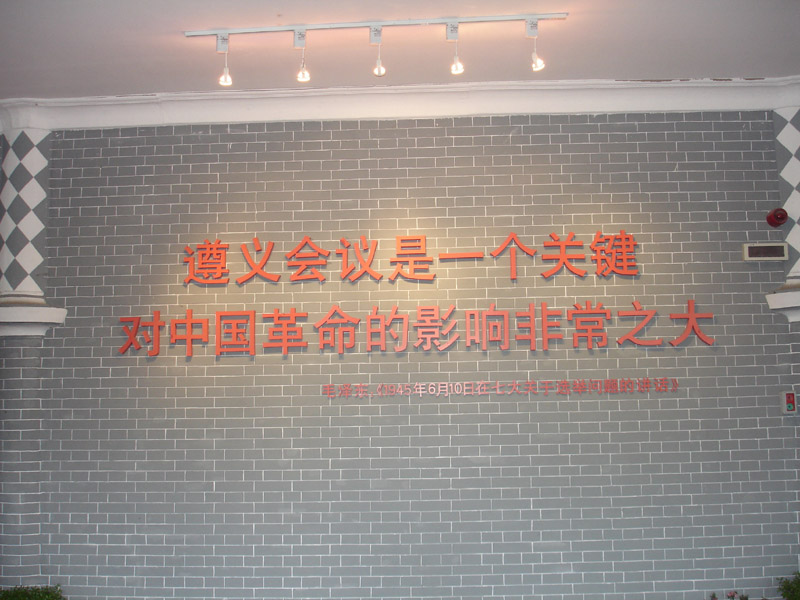 遵义会议是一个关键
对中国革命的影响非常之大
毛泽东《1945年6月10日在七大关于选举问题的讲话》